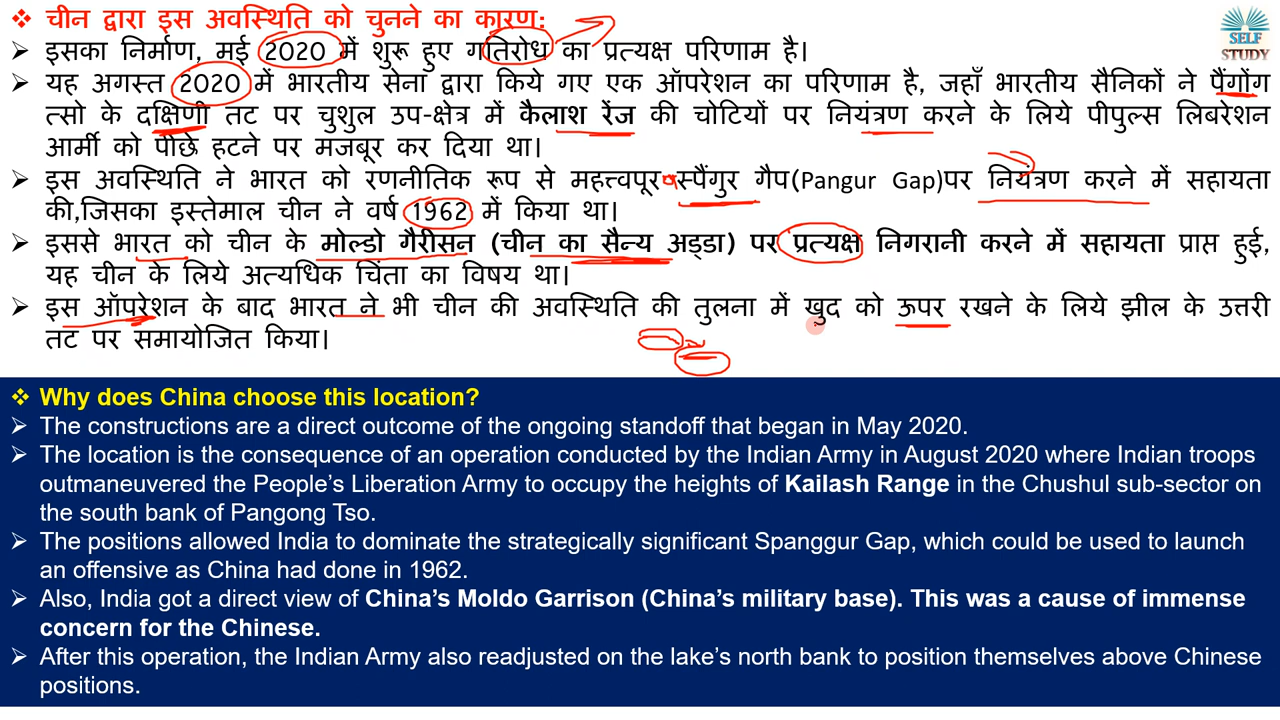 ❖ चीन द्वारा इस अवस्थिति को चुनने का कारण:
➤ इसका निर्माण, मई 2020 में शुरू हुए गतिरोध का प्रत्यक्ष परिणाम है।
➤ यह अगस्त 2020 में भारतीय सेना द्वारा किये गए एक ऑपरेशन का परिणाम है, जहाँ भारतीय सैनिकों ने पैंगोंग
त्सो के दक्षिणी तट पर चुशुल उप-क्षेत्र में कैलाश रेंज की चोटियों पर नियंत्रण करने के लिये पीपुल्स लिबरेशन
आर्मी को पीछे हटने पर मजबूर कर दिया था।
➤ इस अवस्थिति ने भारत को रणनीतिक रूप से महत्त्वपूर्ण स्पैंगुर गैप(Pangur Gap)पर नियंत्रण करने में सहायता
की,जिसका इस्तेमाल चीन ने वर्ष 1962 में किया था।
➤ इससे भारत को चीन के मोल्डो गैरीसन (चीन का सैन्य अड्डा) पर प्रत्यक्ष निगरानी करने में सहायता प्राप्त हुई,
यह चीन के लिये अत्यधिक चिंता का विषय था।
➤ इस ऑपरेशन के बाद भारत ने भी चीन की अवस्थिति की तुलना में खुद को ऊपर रखने के लिये झील के उत्तरी
तट पर समायोजित किया।
SELF
STUDY
❖ Why does China choose this location?
➤ The constructions are a direct outcome of the ongoing standoff that began in May 2020.
➤ The location is the consequence of an operation conducted by the Indian Army in August 2020 where Indian troops
outmaneuvered the People's Liberation Army to occupy the heights of Kailash Range in the Chushul sub-sector on
the south bank of Pangong Tso.
➤ The positions allowed India to dominate the strategically significant Spanggur Gap, which could be used to launch
an offensive as China had done in 1962.
➤ Also, India got a direct view of China's Moldo Garrison (China's military base). This was a cause of immense
concern for the Chinese.
➤ After this operation, the Indian Army also readjusted on the lake's north bank to position themselves above Chinese
positions.